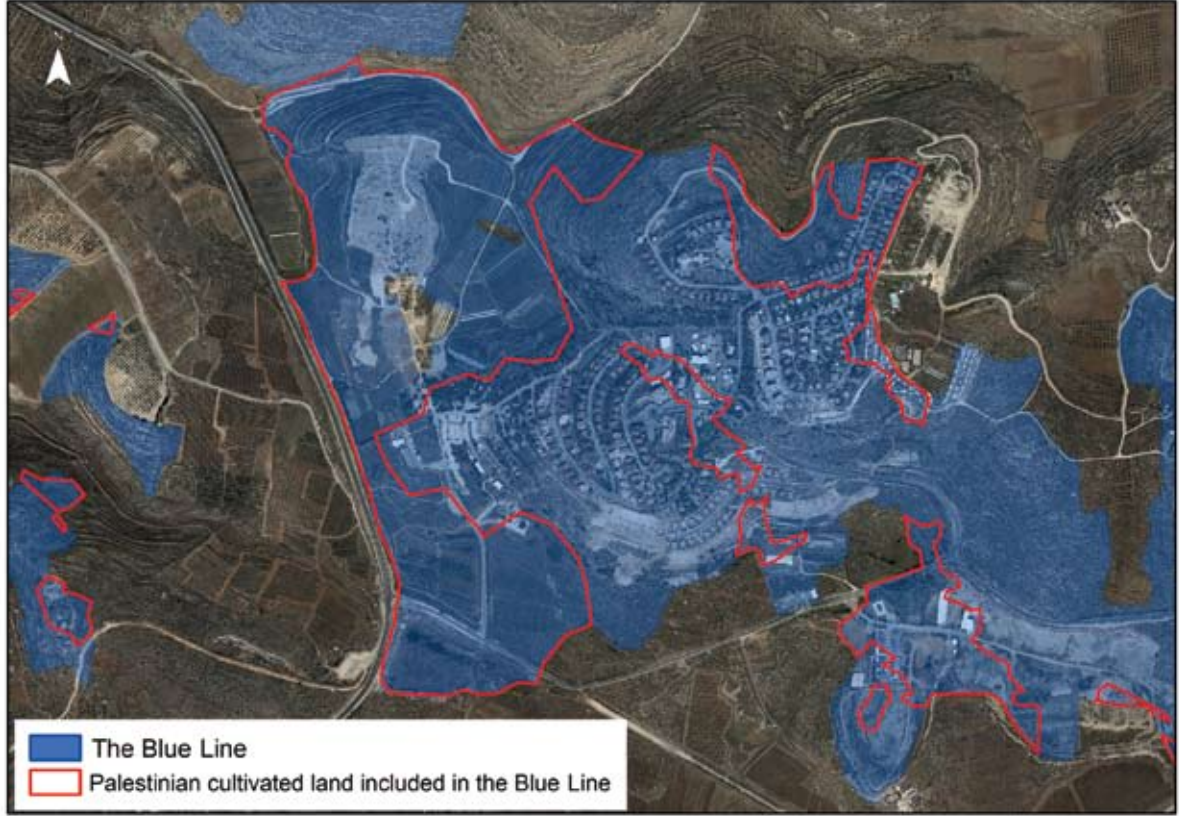 The Blue Line
Palestinian cultivated land included in the Blue Line